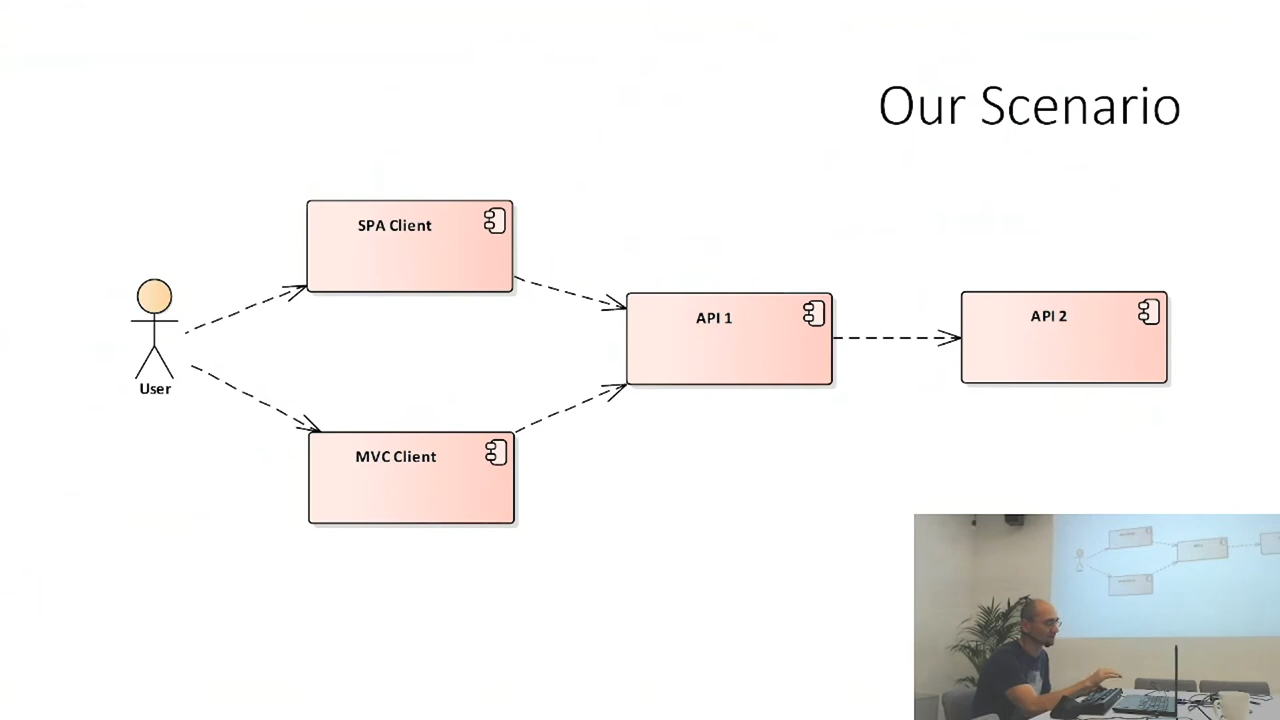 Our Scenario
SPA Client
User
API 1
API 2
MVC Client